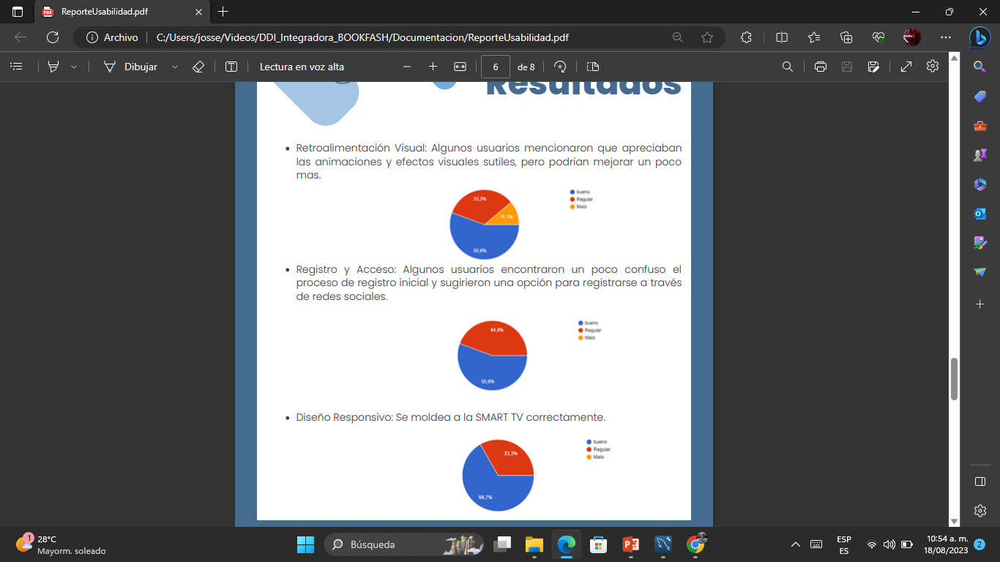 ReporteUsabilidad.pdf
Archivo
C:/Users/josse/Videos/DDI_Integradora_BOOKFASH/Documentacion/ReporteUsabilidad.pdf
Dibujar
Lectura en voz alta
6
de 8
Resultados
• Retroalimentación Visual: Algunos usuarios mencionaron que apreciaban
las animaciones y efectos visuales sutiles, pero podrian mejorar un poco
mas.
33,3%
11,1%
55,6%
bueno
Regular
Malo
• Registro y Acceso: Algunos usuarios encontraron un poco confuso el
proceso de registro inicial y sugirieron una opción para registrarse a través
de redes sociales.
44,4%
55,6%
bueno
Regular
Malo
• Diseño Responsivo: Se moldea a la SMART TV correctamente.
33,3%
66,7%
bueno
Regular
Malo
1
28°C
Mayorm. soleado
Búsqueda
ESP
ES
10:54 a. m.
18/08/2023
2